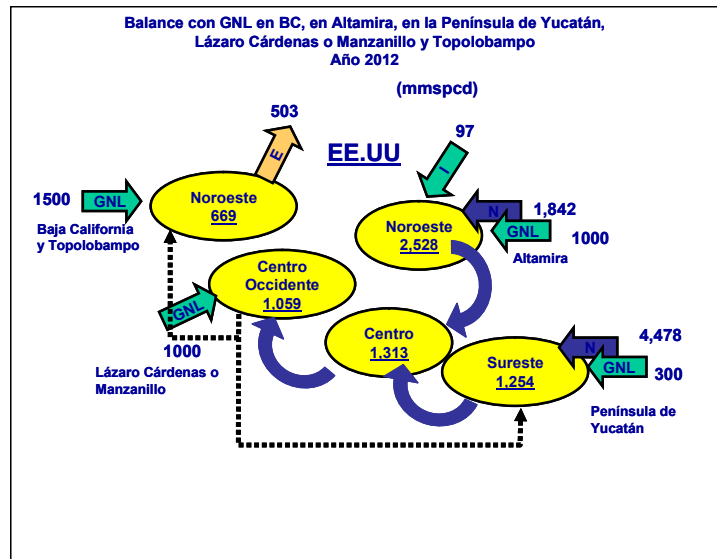 Balance con GNL en BC, en Altamira, en la Península de Yucatán,
Lázaro Cárdenas o Manzanillo y Topolobampo
Año 2012
(mmspcd)
503
97
E
EE.UU
I
1500
GNL
Noroeste
669
Baja California
y Topolobampo
Noroeste
2,528
N
1,842
GNL
1000
Altamira
Centro
Occidente
1,059
GNL
1000
Lázaro Cárdenas o
Manzanillo
Centro
1,313
Sureste
1,254
N
4,478
GNL
300
Península de
Yucatán